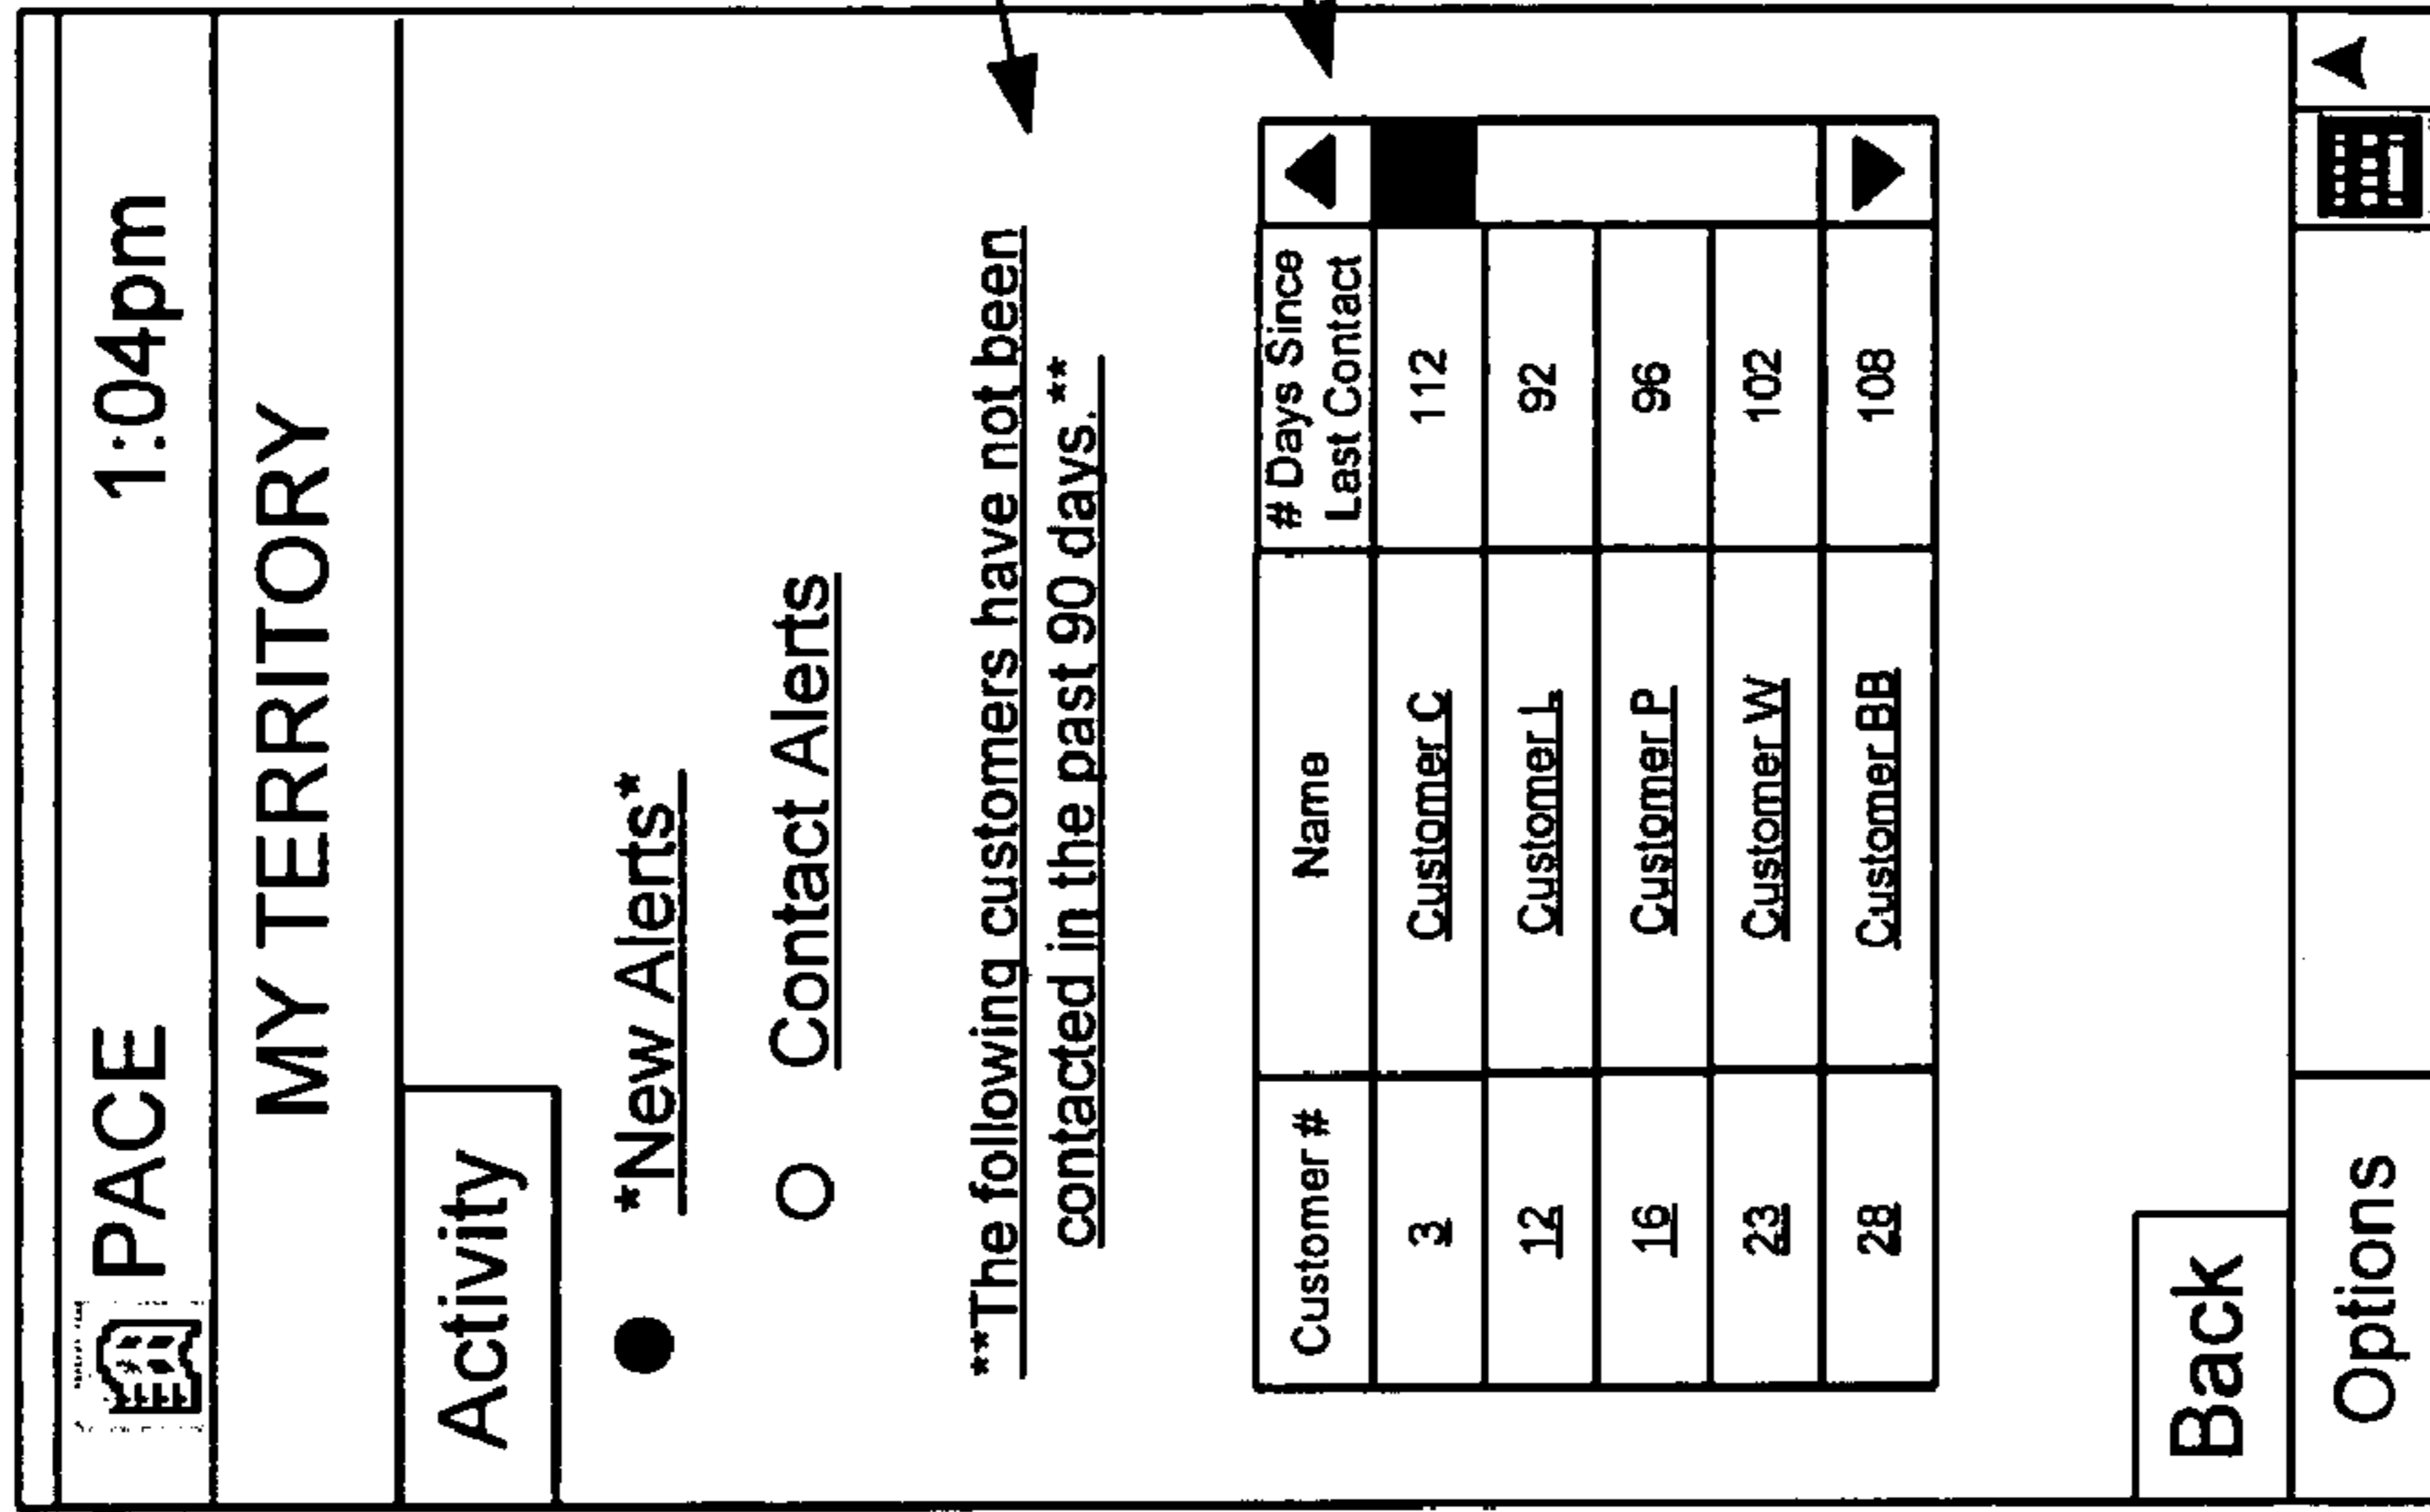 PACE 1:04pm
MY TERRITORY
Activity
*New Alerts*
Contact Alerts
**The following customers have not been
contacted in the past 90 days.**
Customer # Name # Days Since
Last Contact
3 Customer C 112
12 Customer L 92
16 Customer P 96
23 Customer W 102
28 Customer BB 108
Back
Options